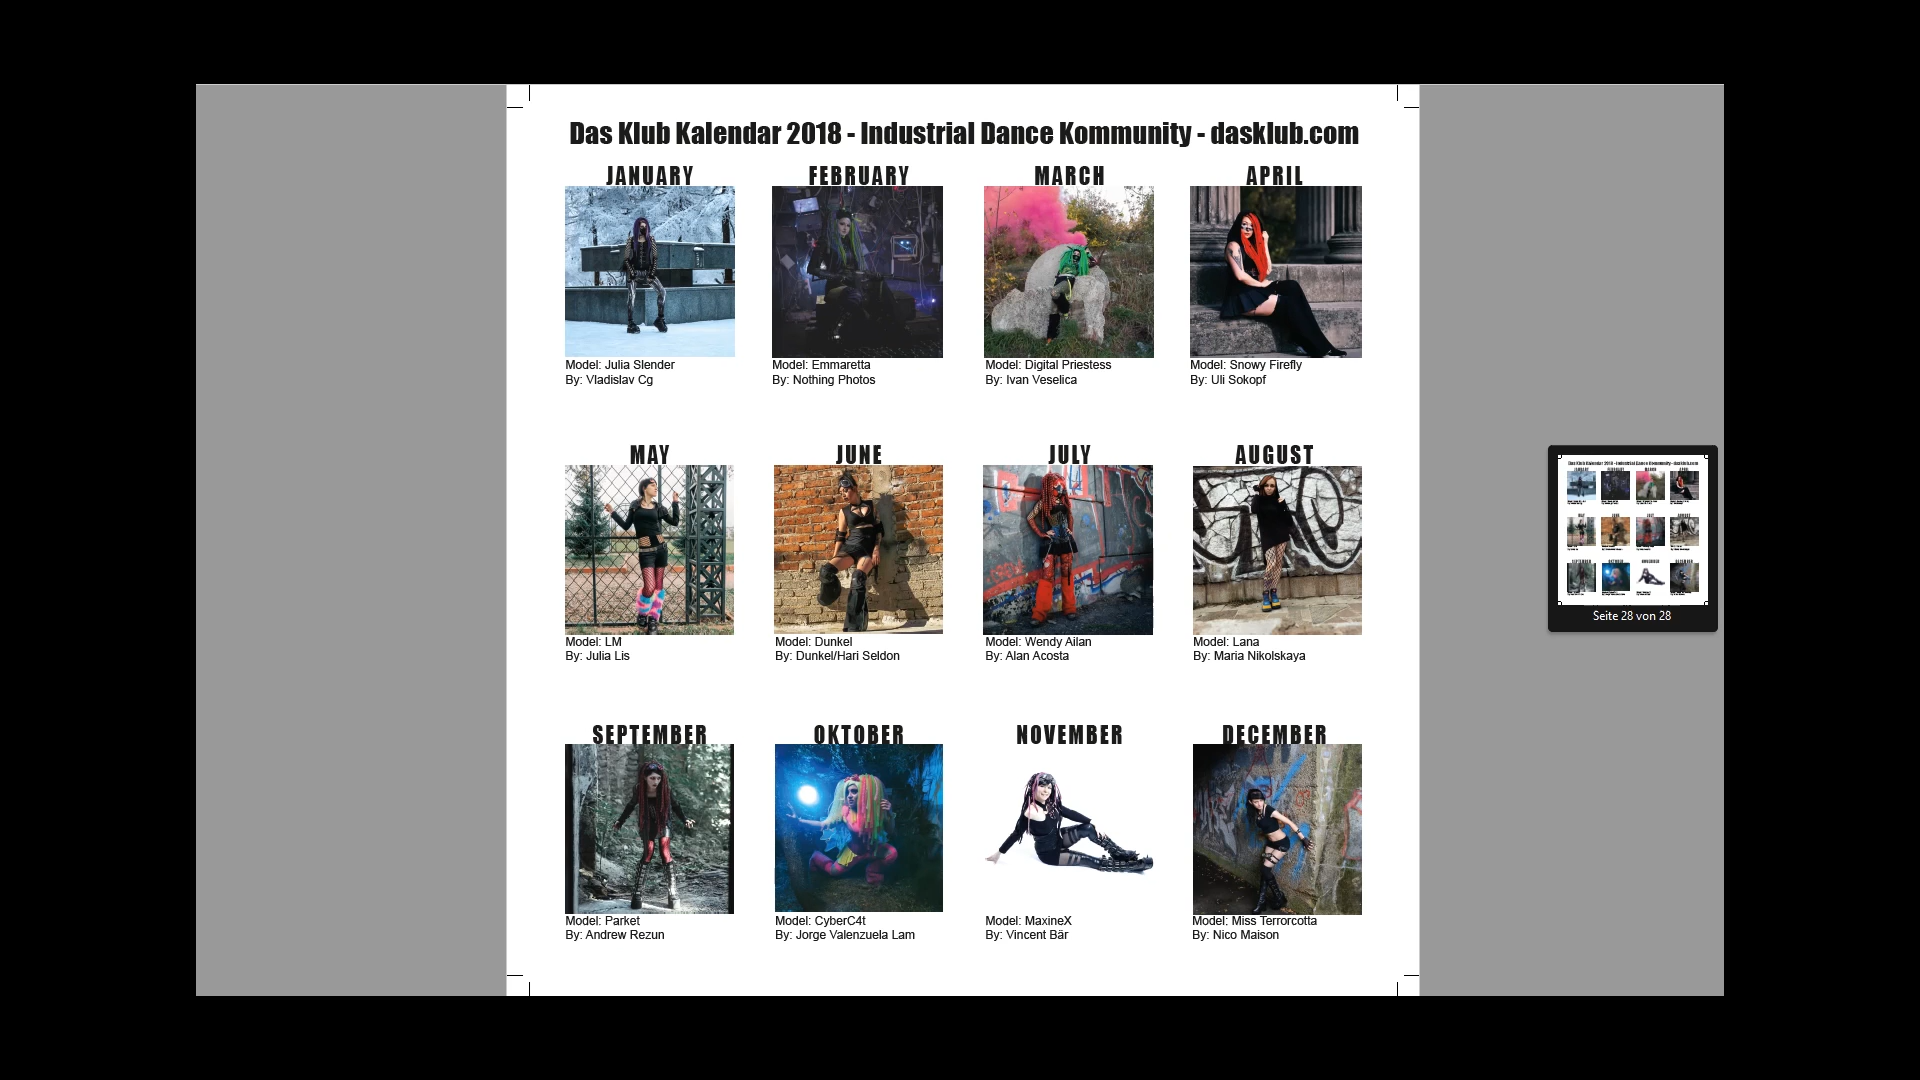 Das Klub Kalendar 2018 - Industrial Dance Kommunity - dasklub.com
JANUARY
FEBRUARY
MARCH
APRIL
Model: Julia Slender
By: Vladislav Cg
Model: Emmaretta
By: Nothing Photos
Model: Digital Priestess
By: Ivan Veselica
Model: Snowy Firefly
By: Uli Sokopf
MAY
JUNE
JULY
AUGUST
Model: LM
By: Julia Lis
Model: Dunkel
By: Dunkel/Hari Seldon
Model: Wendy Ailan
By: Alan Acosta
Model: Lana
By: Maria Nikolskaya
SEPTEMBER
OKTOBER
NOVEMBER
DECEMBER
Model: Parket
By: Andrew Rezun
Model: CyberC4t
By: Jorge Valenzuela Lam
Model: MaxineX
By: Vincent Bär
Model: Miss Terrorcotta
By: Nico Maison
Seite 28 von 28